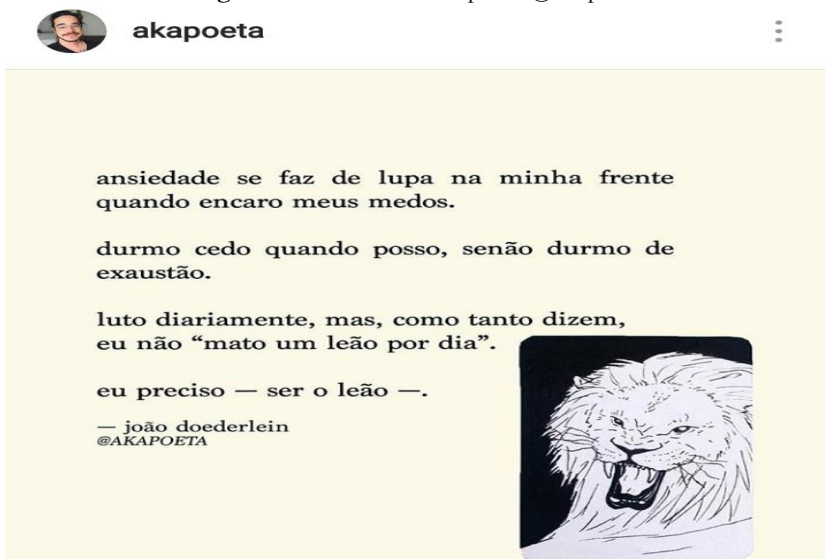 akapoeta
ansiedade se faz de lupa na minha frente
quando encaro meus medos.
durmo cedo quando posso, senão durmo de
exaustão.
luto diariamente, mas, como tanto dizem,
eu não “mato um leão por dia”.
eu preciso — ser o leão —.
— joão doederlein
@AKAPOETA